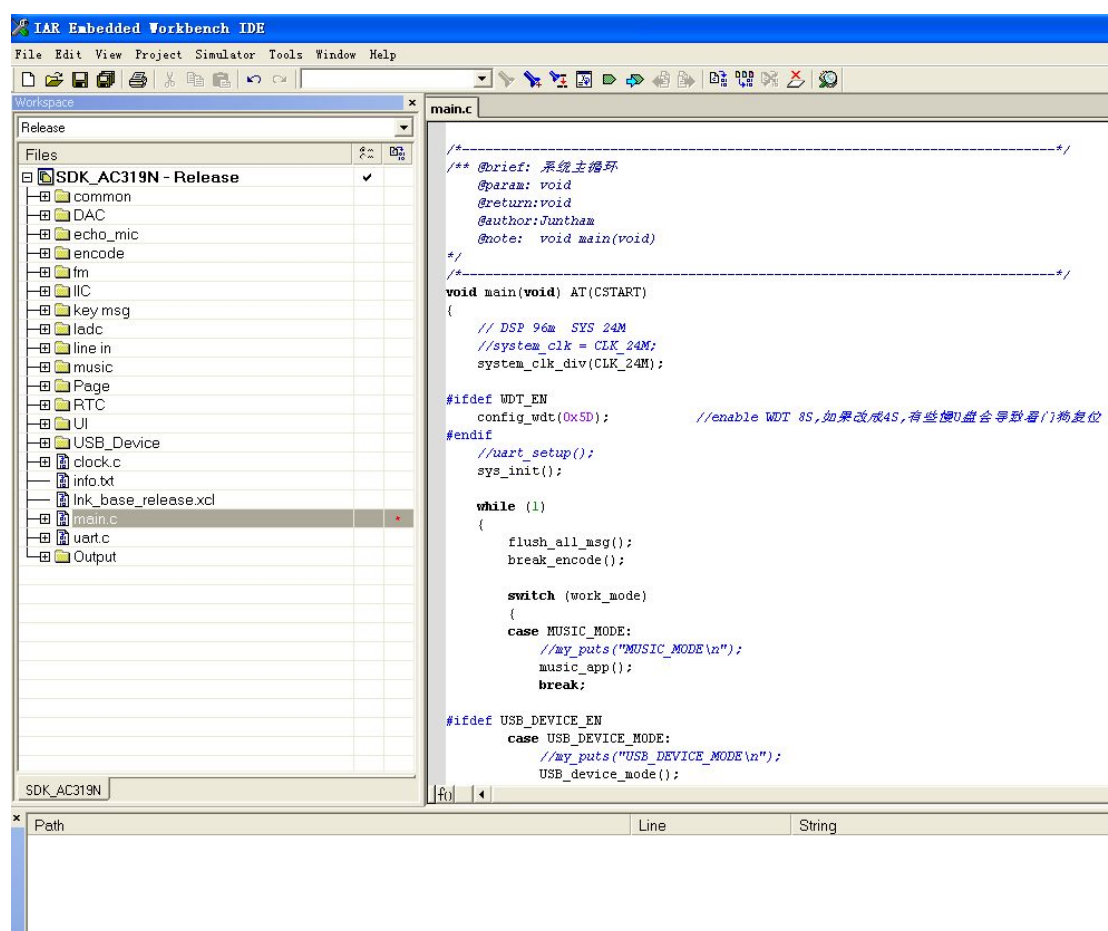 IAR Embedded Workbench IDE
File Edit View Project Simulator Tools Window Help
Workspace
Release
Files
SDK_AC319N - Release
common
DAC
echo_mic
encode
fm
IIC
key msg
ladc
line in
music
Page
RTC
UI
USB_Device
clock.c
info.txt
lnk_base_release.xcl
main.c
uart.c
Output
SDK_AC319N
main.c
/*----------------------------------------------------------------------------*/
/** @brief: 系统主循环
@param: void
@return:void
@author:Juntham
@note: void main(void)
*/
/*----------------------------------------------------------------------------*/
void main(void) AT(CSTART)
{
// DSP 96m SYS 24M
//system_clk = CLK_24M;
system_clk_div(CLK_24M);
#ifdef WDT_EN
config_wdt(0x5D); //enable WDT 8S,如果改成4S,有些慢U盘会导致看门狗复位
#endif
//uart_setup();
sys_init();
while (1)
{
flush_all_msg();
break_encode();
switch (work_mode)
{
case MUSIC_MODE:
//my_puts("MUSIC_MODE\n");
music_app();
break;
#ifdef USB_DEVICE_EN
case USB_DEVICE_MODE:
//my_puts("USB_DEVICE_MODE\n");
USB_device_mode();
f()
Path Line String